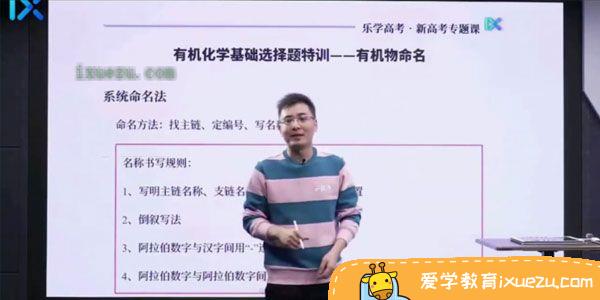 IX
乐学高考·新高考专题课
有机化学基础选择题特训——有机物命名
ixuezu.com
系统命名法
命名方法：找主链、定编号、写名
名称书写规则：
1、写明主链名称、支链名 置
2、倒叙写法
3、阿拉伯数字与汉字间用“-”连
4、阿拉伯数字与阿拉伯数字间
爱学教育ixuezu.com